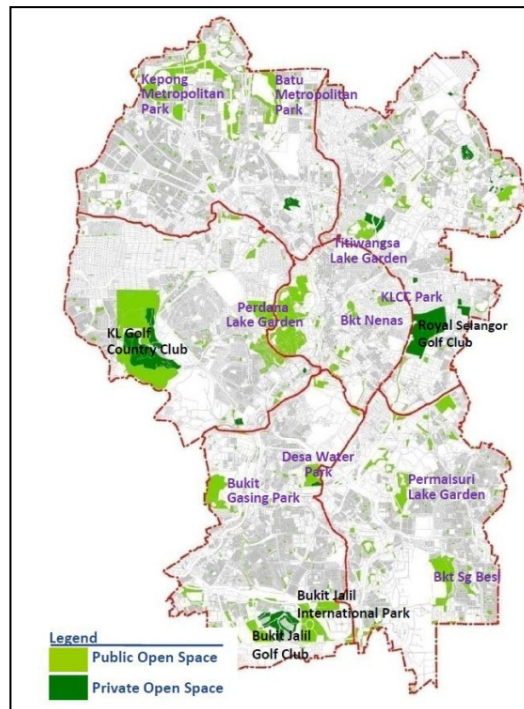 Kepong
Metropolitan
Park
Batu
Metropolitan
Park
Titiwangsa
Lake Garden
KLCC Park
Perdana
Lake Garden
Bkt Nenas
Royal Selangor
Golf Club
KL Golf
Country Club
Desa Water
Park
Bukit
Gasing Park
Permaisuri
Lake Garden
Bkt Sg Besi
Bukit Jalil
International Park
Bukit Jalil
Golf Club
Legend
Public Open Space
Private Open Space